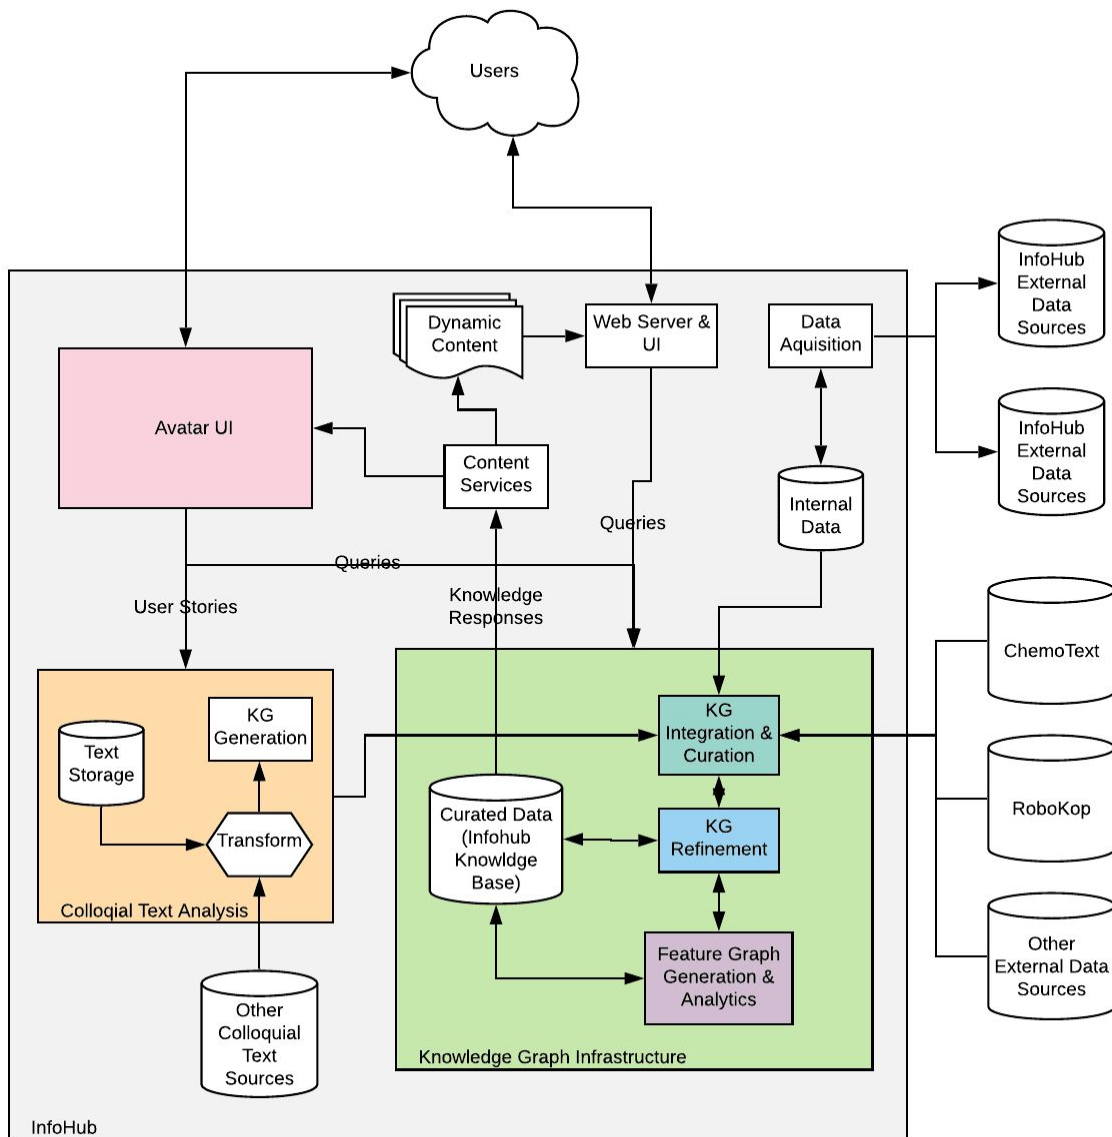 Users
InfoHub
External
Data
Sources
Dynamic
Content
Web Server &
UI
Data
Aquisition
InfoHub
External
Data
Sources
Avatar UI
Content
Services
Internal
Data
Queries
Queries
User Stories
Knowledge
Responses
ChemoText
KG
Generation
Text
Storage
Transform
Colloqial Text Analysis
KG
Integration &
Curation
Curated Data
(Infohub
Knowldge
Base)
KG
Refinement
RoboKop
Feature Graph
Generation &
Analytics
Other
External Data
Sources
Other
Colloquial
Text
Sources
Knowledge Graph Infrastructure
InfoHub